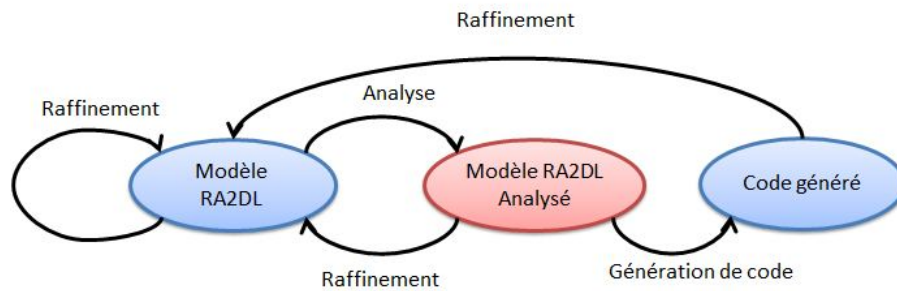 Raffinement
Raffinement
Analyse
Modèle
RA2DL
Modèle RA2DL
Analysé
Code généré
Raffinement
Génération de code